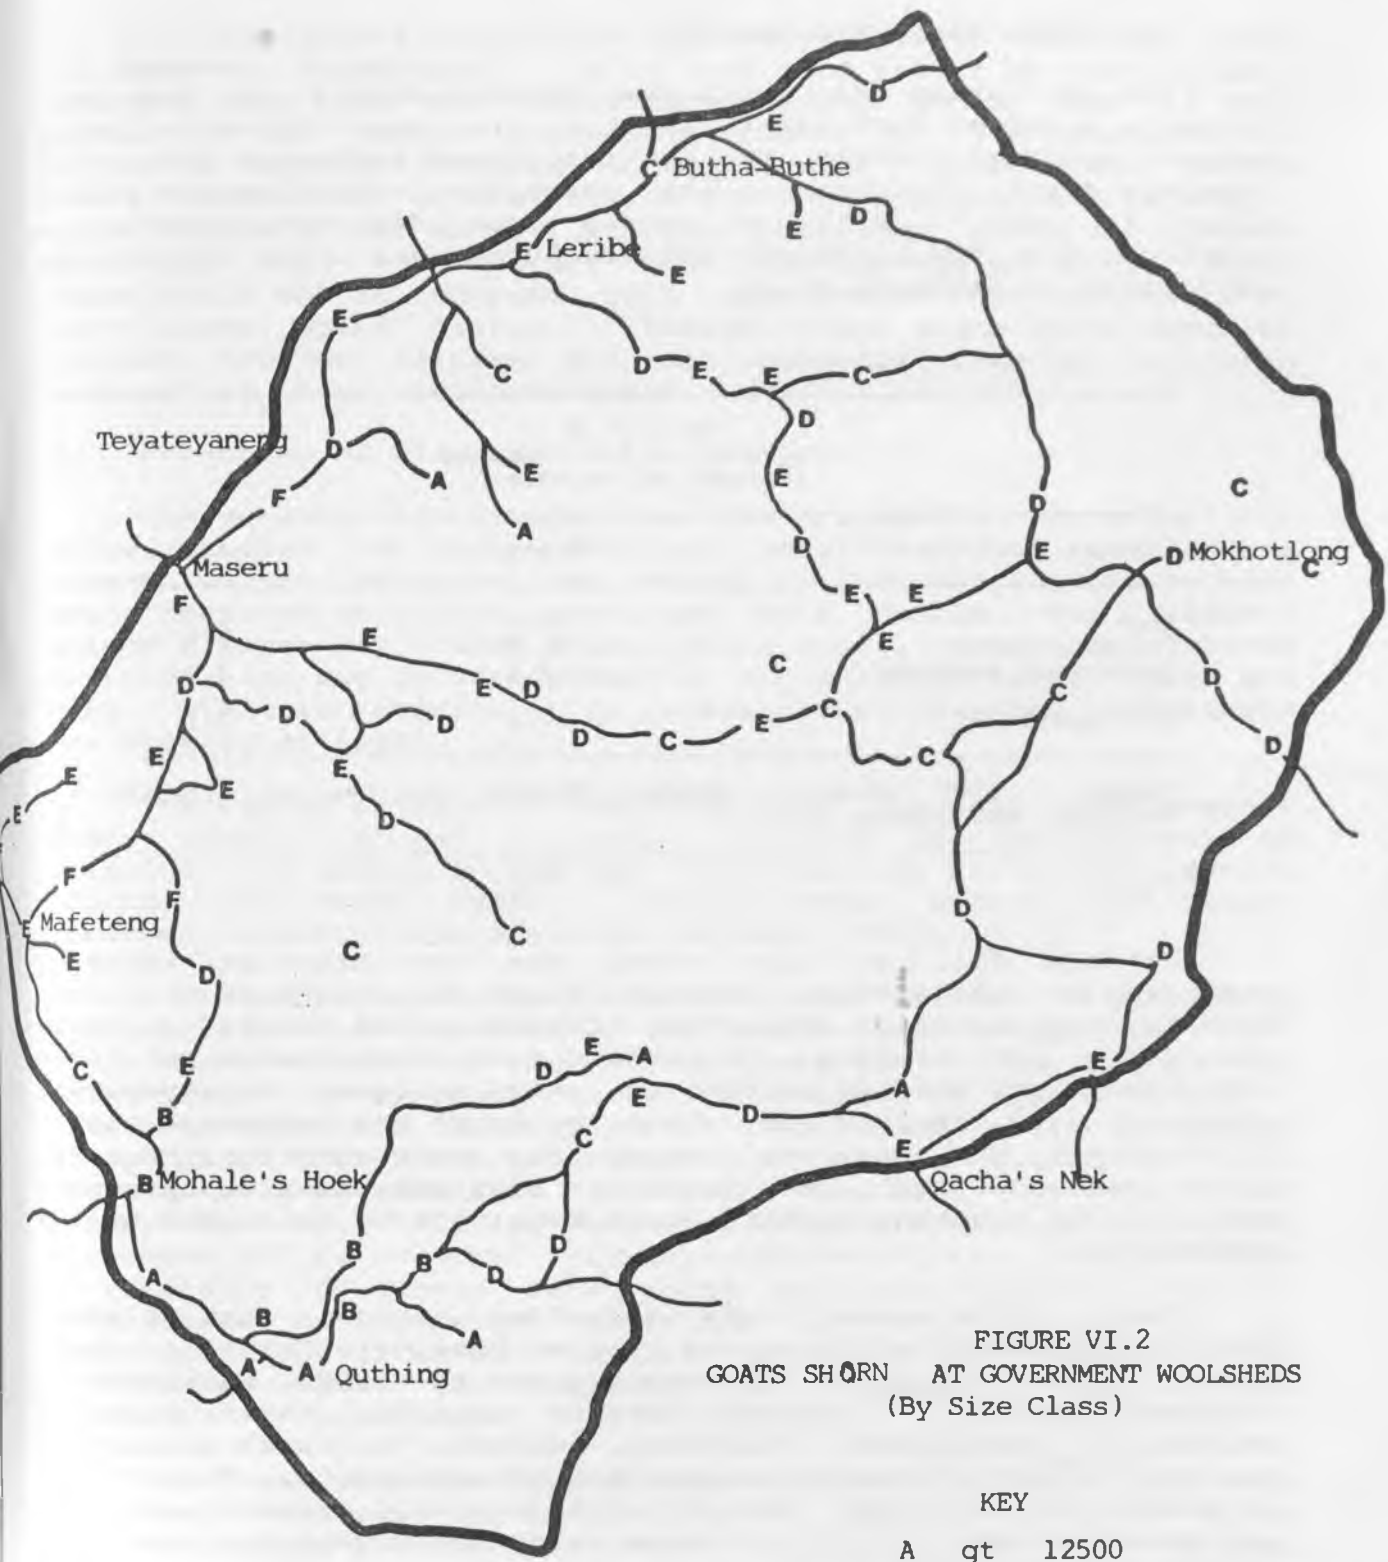 D
E
C Butha-Buthe
D
E
E Leribe
E
E
D E E C
C
D
Teyateyaneng
D
E
A
E
F
C
D
A
D
E
D Mokhotlong
C
Maseru
E E
F
E
E
C
D
E D
C
C
D
D
E
D
C
D
E
C
E
E
E
E
D
F
F
D
E Mafeteng
C
C
D
E
D
E A
D
E
C
E
A
E
D
B
C
E
B Mohale's Hoek
Qacha's Nek
D
B
B
D
A
B
B
A
A
A Quthing
FIGURE VI.2
GOATS SHORN AT GOVERNMENT WOOLSHEDS
(By Size Class)
KEY
A gt 12500